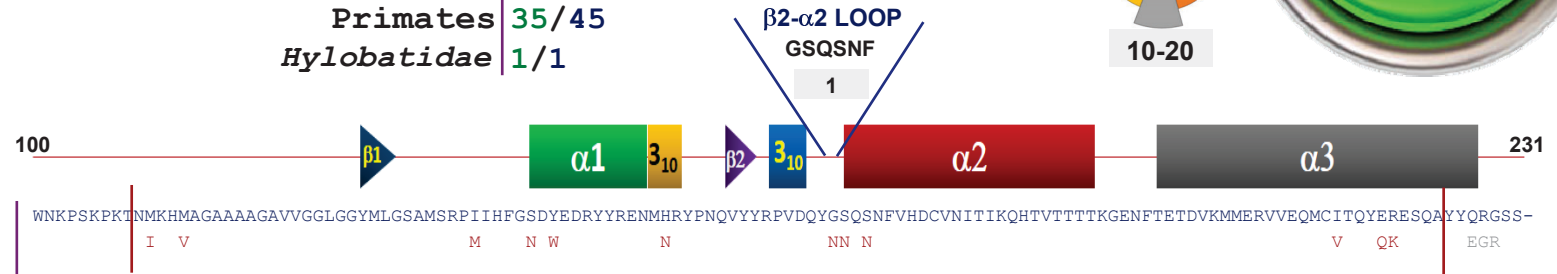 Primates 35/45
Hylobatidae 1/1
β2-α2 LOOP
GSQSNF
1
10-20
100 β1 α1 3₁₀ β2 3₁₀ α2 α3 231
WNKPSKPKTNMKHMAGAAAAGAVVGGLGGYMLGSAMSRPIIHFGSDYEDRYYRENMHRYPNQVYYRPVDQYGSQSNFVHDCVNITIKQHTVTTTTKGENFTETDVKMMERVVEQMCITQYERESQAYYQRGSS-
I V M N W N NN N V QK EGR